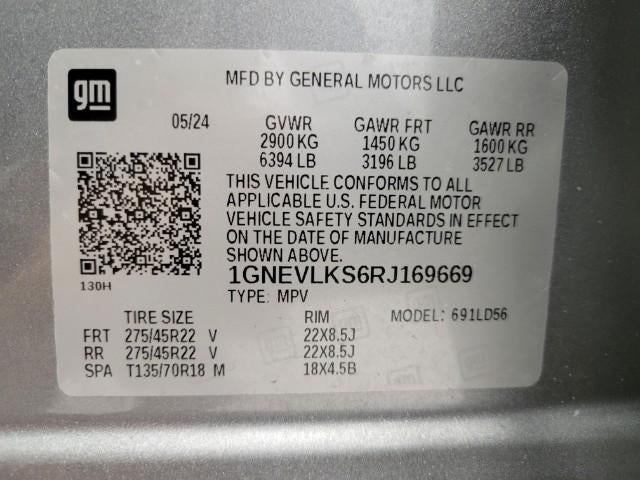 gm
MFD BY GENERAL MOTORS LLC
05/24 GVWR GAWR FRT GAWR RR
2900 KG 1450 KG 1600 KG
6394 LB 3196 LB 3527 LB
THIS VEHICLE CONFORMS TO ALL
APPLICABLE U.S. FEDERAL MOTOR
VEHICLE SAFETY STANDARDS IN EFFECT
ON THE DATE OF MANUFACTURE
SHOWN ABOVE.
1GNEVLKS6RJ169669
130H
TYPE: MPV
TIRE SIZE RIM MODEL: 691LD56
FRT 275/45R22 V 22X8.5J
RR 275/45R22 V 22X8.5J
SPA T135/70R18 M 18X4.5B